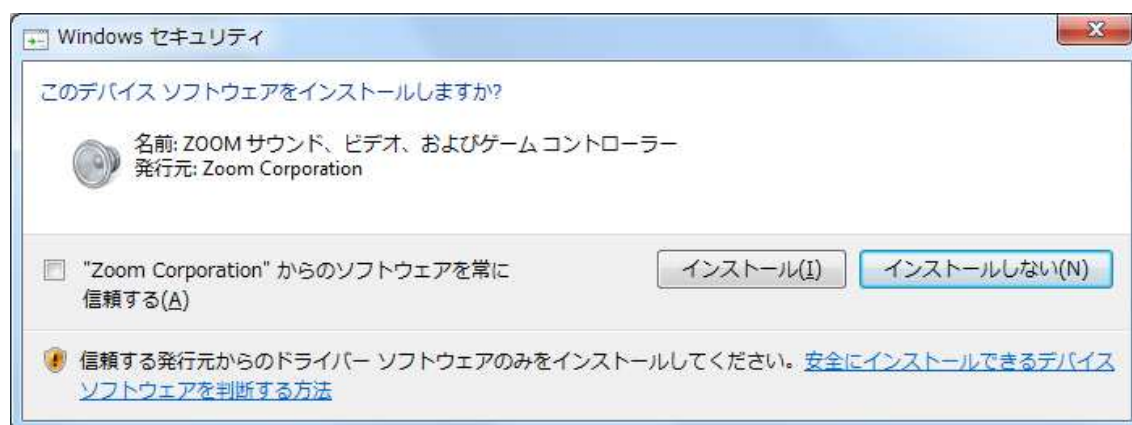 Windows セキュリティ
このデバイス ソフトウェアをインストールしますか?
名前: ZOOM サウンド、ビデオ、およびゲーム コントローラー
発行元: Zoom Corporation
"Zoom Corporation" からのソフトウェアを常に
信頼する(A)
インストール(I)
インストールしない(N)
信頼する発行元からのドライバー ソフトウェアのみをインストールしてください。安全にインストールできるデバイス
ソフトウェアを判断する方法